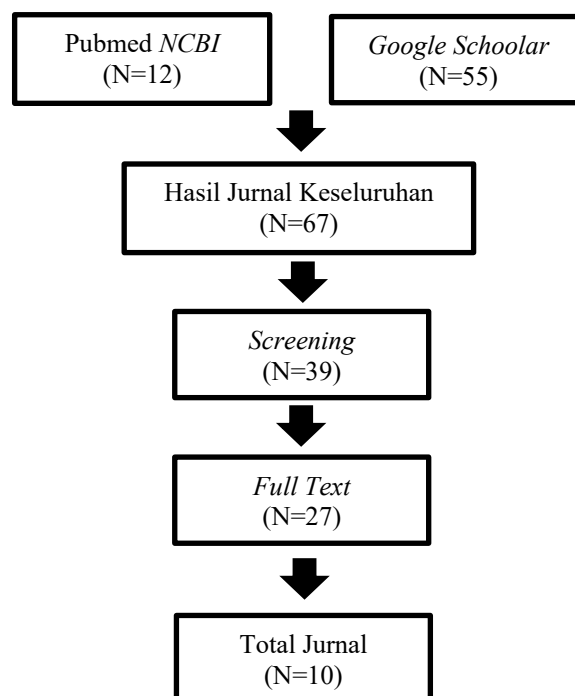 Pubmed NCBI
(N=12)
Google Schoolar
(N=55)
Hasil Jurnal Keseluruhan
(N=67)
Screening
(N=39)
Full Text
(N=27)
Total Jurnal
(N=10)